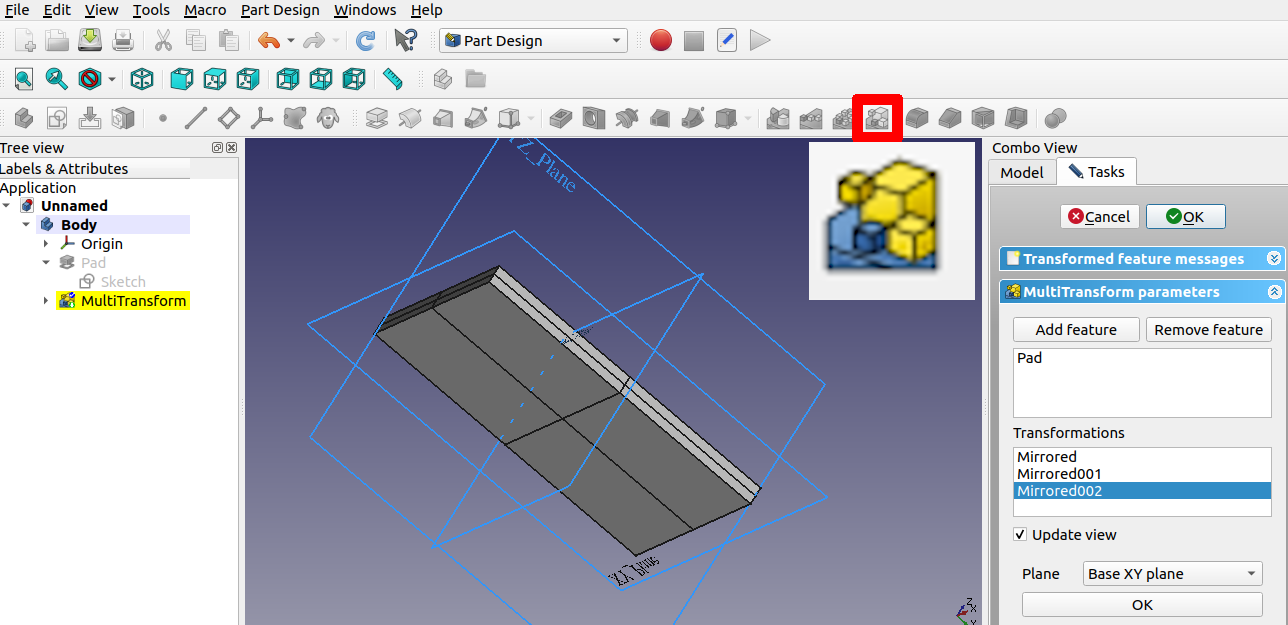 File Edit View Tools Macro Part Design Windows Help
Part Design
Tree view
Labels & Attributes
Application
Unnamed
Body
Origin
Pad
Sketch
MultiTransform
YZ_Plane
Combo View
Model Tasks
Cancel OK
Transformed feature messages
MultiTransform parameters
Add feature Remove feature
Pad
Transformations
Mirrored
Mirrored001
Mirrored002
Update view
Plane Base XY plane
OK
Z
X
Y